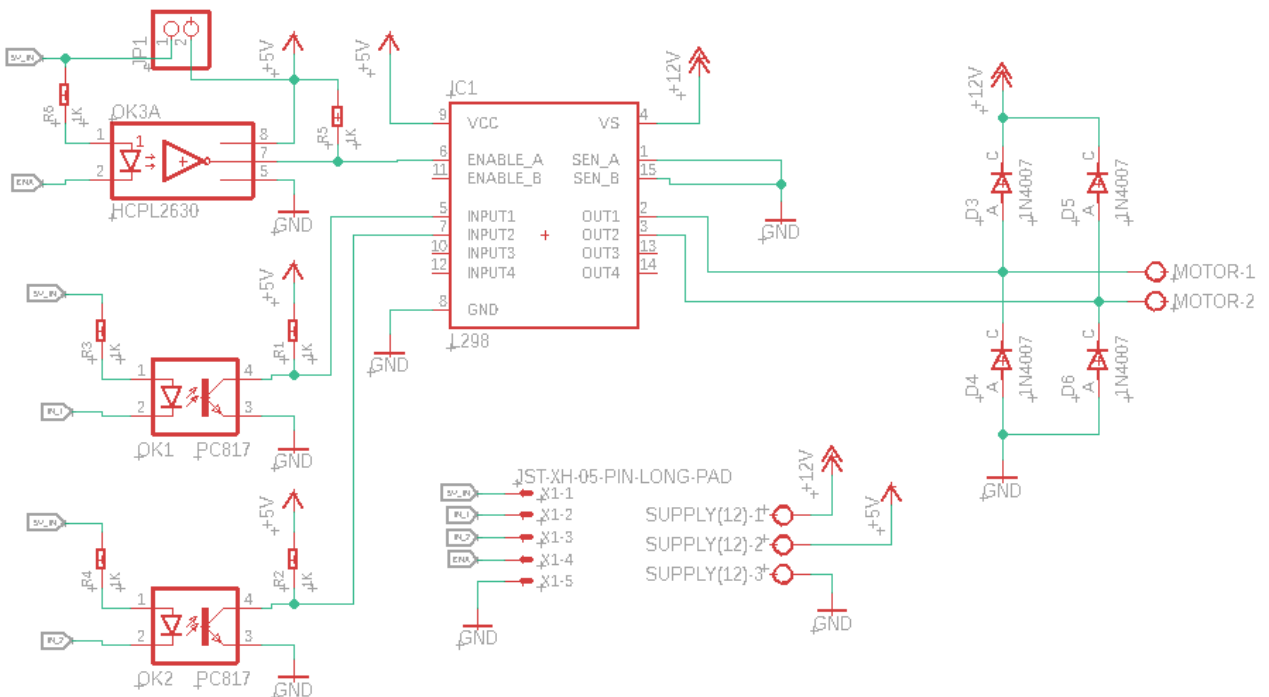 5V_IN
JP1
1
2
+5V
R6
1K
R5
1K
OK3A
1
2
1
8
7
5
ENA
HCPL2630
GND
+5V
IC1
+12V
9
VCC
VS
4
6
ENABLE_A
SEN_A
1
11
ENABLE_B
SEN_B
15
5
INPUT1
OUT1
2
7
INPUT2
OUT2
3
10
INPUT3
OUT3
13
12
INPUT4
OUT4
14
8
GND
L298
GND
GND
+12V
D3
C
A
1N4007
D5
C
A
1N4007
MOTOR-1
MOTOR-2
D4
C
A
1N4007
D6
C
A
1N4007
GND
5V_IN
R3
1K
+5V
R1
1K
1
2
4
3
IN_1
OK1
PC817
GND
5V_IN
R4
1K
+5V
R2
1K
1
2
4
3
IN_2
OK2
PC817
GND
JST-XH-05-PIN-LONG-PAD
5V_IN
X1-1
IN_1
X1-2
IN_2
X1-3
ENA
X1-4
X1-5
GND
+12V
+5V
SUPPLY(12)-1
SUPPLY(12)-2
SUPPLY(12)-3
GND